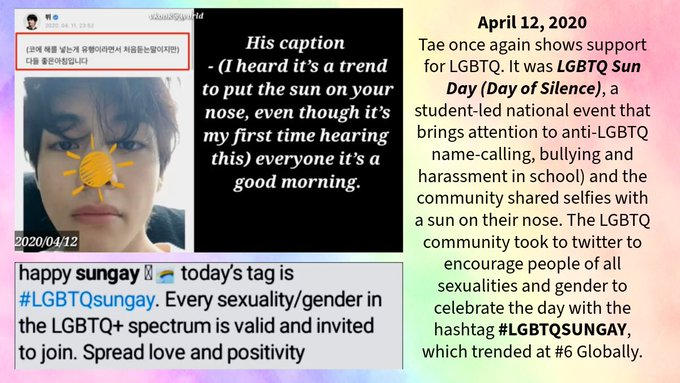 뷔
2020. 04. 11. 23:52
(코에 해를 넣는게 유행이라면서 처음듣는말이지만)
다들 좋은아침입니다
2020/04/12
vkook@world
His caption
- (I heard it’s a trend
to put the sun on your
nose, even though it’s
my first time hearing
this) everyone it’s a
good morning.
happy sungay today’s tag is
#LGBTQsungay. Every sexuality/gender in
the LGBTQ+ spectrum is valid and invited
to join. Spread love and positivity
April 12, 2020
Tae once again shows support
for LGBTQ. It was LGBTQ Sun
Day (Day of Silence), a
student-led national event that
brings attention to anti-LGBTQ
name-calling, bullying and
harassment in school) and the
community shared selfies with
a sun on their nose. The LGBTQ
community took to twitter to
encourage people of all
sexualities and gender to
celebrate the day with the
hashtag #LGBTQSUNGAY,
which trended at #6 Globally.